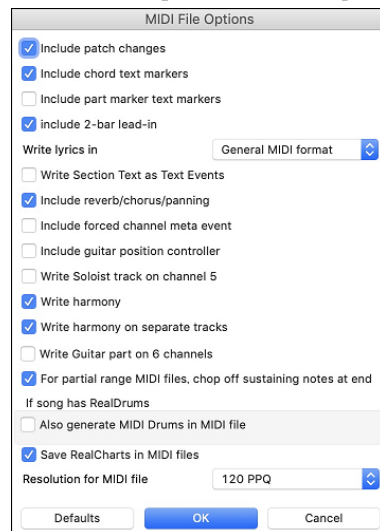 MIDI File Options
Include patch changes
Include chord text markers
Include part marker text markers
include 2-bar lead-in
Write lyrics in General MIDI format
Write Section Text as Text Events
Include reverb/chorus/panning
Include forced channel meta event
Include guitar position controller
Write Soloist track on channel 5
Write harmony
Write harmony on separate tracks
Write Guitar part on 6 channels
For partial range MIDI files, chop off sustaining notes at end
If song has RealDrums
Also generate MIDI Drums in MIDI file
Save RealCharts in MIDI files
Resolution for MIDI file 120 PPQ
Defaults OK Cancel